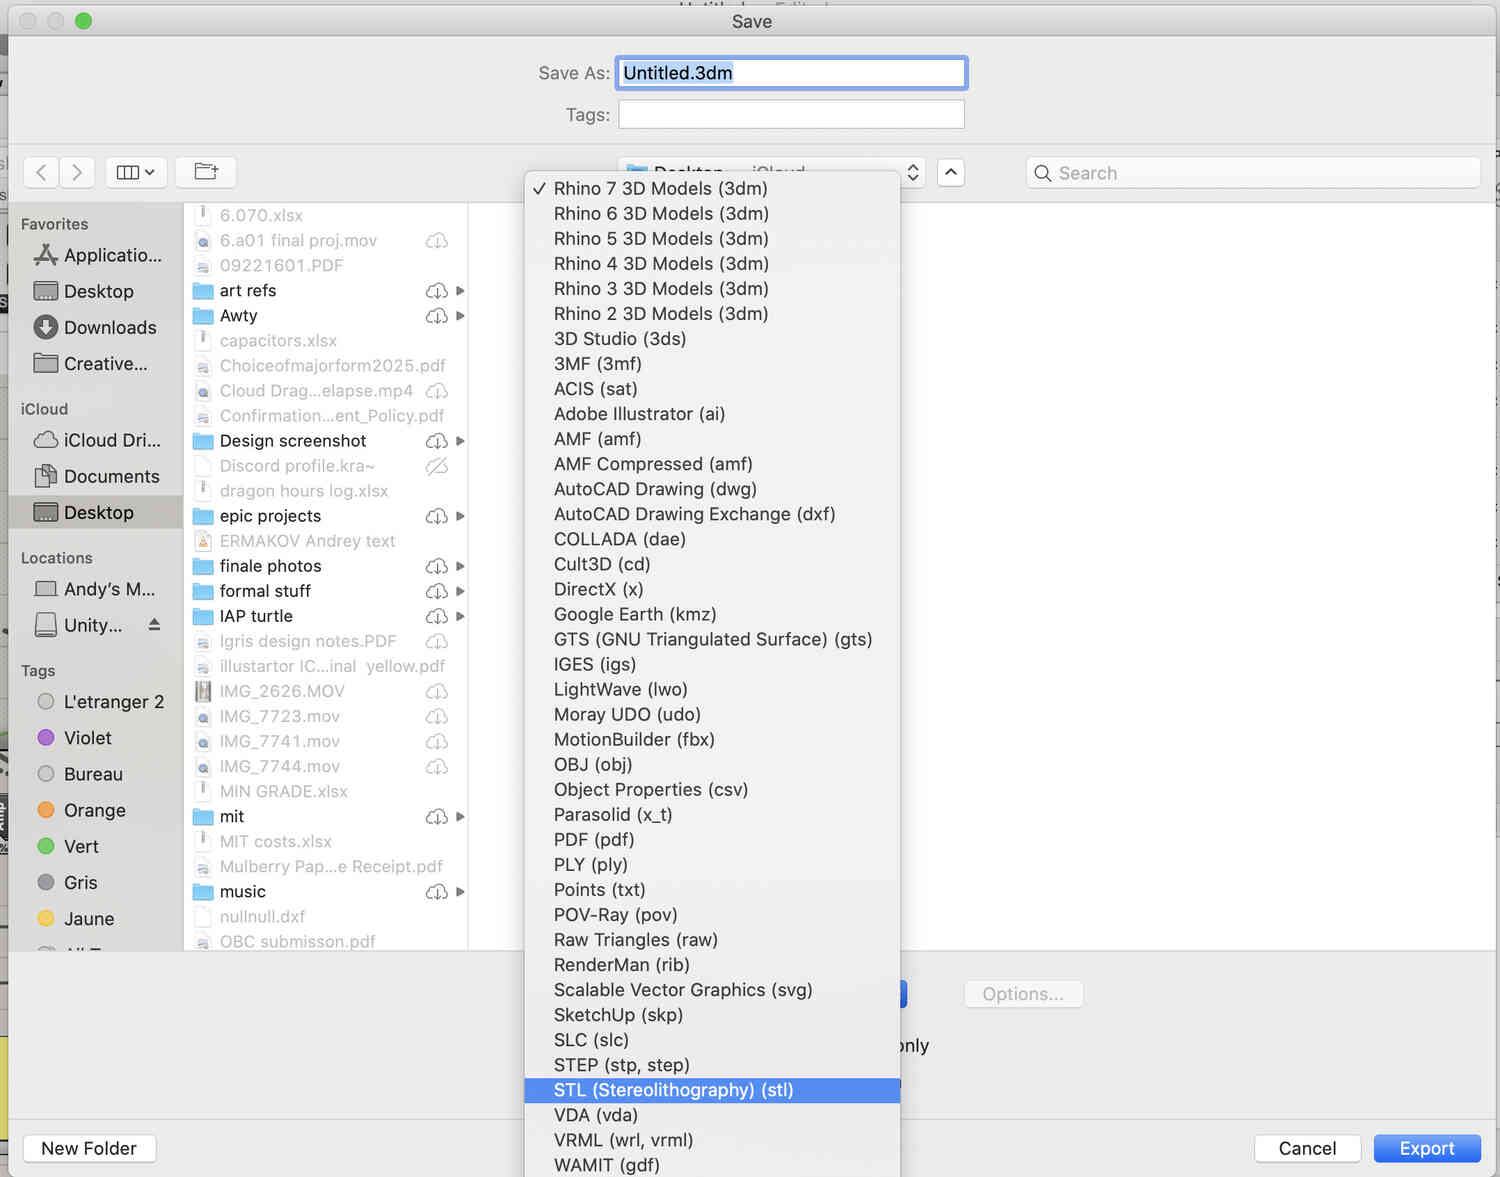 Save
Save As: Untitled.3dm
Tags:
Search
Favorites
Applicatio...
Desktop
Downloads
Creative...
iCloud
iCloud Dri...
Documents
Desktop
Locations
Andy's M...
Unity...
Tags
L'etranger 2
Violet
Bureau
Orange
Vert
Gris
Jaune
6.070.xlsx
6.a01 final proj.mov
09221601.PDF
art refs
Awty
capacitors.xlsx
Choiceofmajorform2025.pdf
Cloud Drag...elapse.mp4
Confirmation...ent_Policy.pdf
Design screenshot
Discord profile.kra~
dragon hours log.xlsx
epic projects
ERMAKOV Andrey text
finale photos
formal stuff
IAP turtle
Igris design notes.PDF
illustartor IC...inal yellow.pdf
IMG_2626.MOV
IMG_7723.mov
IMG_7741.mov
IMG_7744.mov
MIN GRADE.xlsx
mit
MIT costs.xlsx
Mulberry Pap...e Receipt.pdf
music
nullnull.dxf
OBC submisson.pdf
✓ Rhino 7 3D Models (3dm)
Rhino 6 3D Models (3dm)
Rhino 5 3D Models (3dm)
Rhino 4 3D Models (3dm)
Rhino 3 3D Models (3dm)
Rhino 2 3D Models (3dm)
3D Studio (3ds)
3MF (3mf)
ACIS (sat)
Adobe Illustrator (ai)
AMF (amf)
AMF Compressed (amf)
AutoCAD Drawing (dwg)
AutoCAD Drawing Exchange (dxf)
COLLADA (dae)
Cult3D (cd)
DirectX (x)
Google Earth (kmz)
GTS (GNU Triangulated Surface) (gts)
IGES (igs)
LightWave (lwo)
Moray UDO (udo)
MotionBuilder (fbx)
OBJ (obj)
Object Properties (csv)
Parasolid (x_t)
PDF (pdf)
PLY (ply)
Points (txt)
POV-Ray (pov)
Raw Triangles (raw)
RenderMan (rib)
Scalable Vector Graphics (svg)
SketchUp (skp)
SLC (slc)
STEP (stp, step)
STL (Stereolithography) (stl)
VDA (vda)
VRML (wrl, vrml)
WAMIT (gdf)
Options...
only
New Folder
Cancel
Export